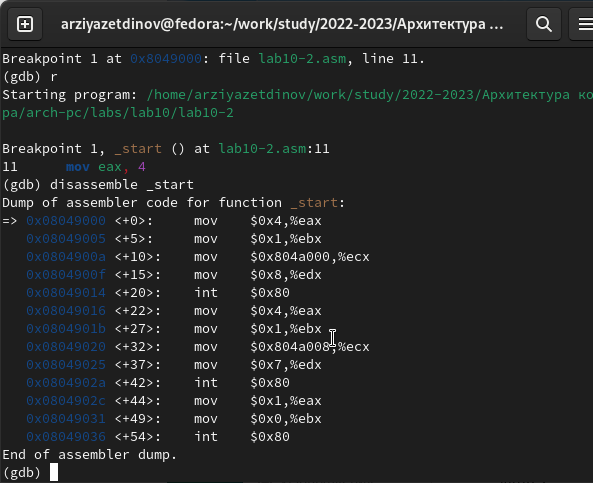 arziyazetdinov@fedora:~/work/study/2022-2023/Архитектура ...
Breakpoint 1 at 0x8049000: file lab10-2.asm, line 11.
(gdb) r
Starting program: /home/arziyazetdinov/work/study/2022-2023/Архитектура ко
ра/arch-pc/labs/lab10/lab10-2
Breakpoint 1, _start () at lab10-2.asm:11
11 mov eax, 4
(gdb) disassemble _start
Dump of assembler code for function _start:
=> 0x08049000 <+0>: mov $0x4,%eax
0x08049005 <+5>: mov $0x1,%ebx
0x0804900a <+10>: mov $0x804a000,%ecx
0x0804900f <+15>: mov $0x8,%edx
0x08049014 <+20>: int $0x80
0x08049016 <+22>: mov $0x4,%eax
0x0804901b <+27>: mov $0x1,%ebx
0x08049020 <+32>: mov $0x804a008,%ecx
0x08049025 <+37>: mov $0x7,%edx
0x0804902a <+42>: int $0x80
0x0804902c <+44>: mov $0x1,%eax
0x08049031 <+49>: mov $0x0,%ebx
0x08049036 <+54>: int $0x80
End of assembler dump.
(gdb)